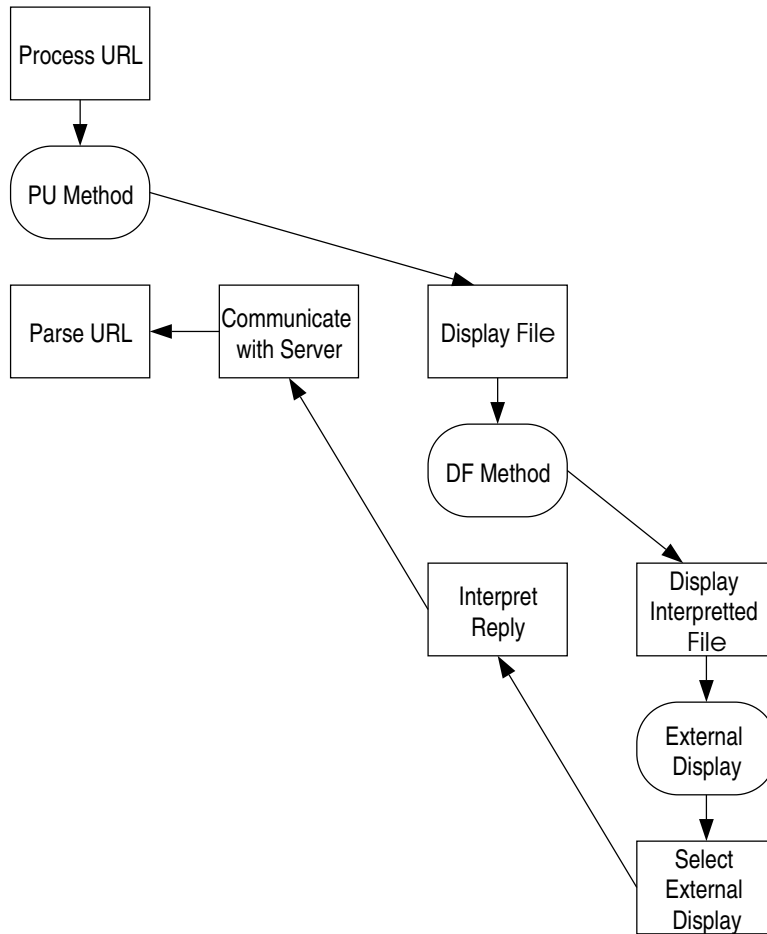 Process URL
PU Method
Parse URL
Communicate
with Server
Display File
DF Method
Interpret
Reply
Display
Interpretted
File
External
Display
Select
External
Display